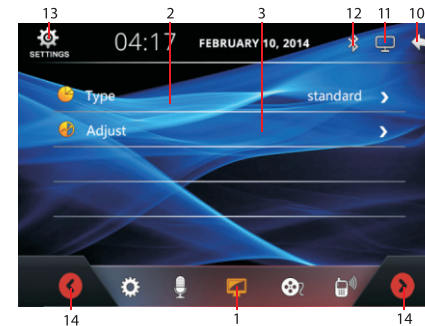 13 2 3 12 11 10
SETTINGS 04:17 FEBRUARY 10, 2014
Type standard
Adjust
14 1 14